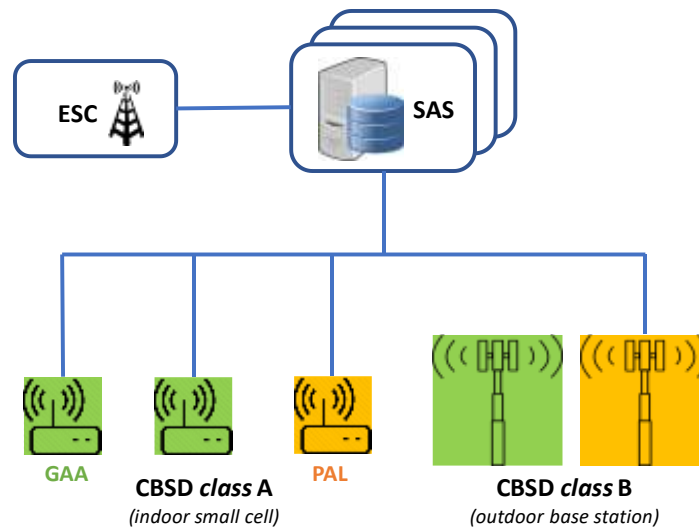 ESC
SAS
GAA
PAL
CBSD class A
(indoor small cell)
CBSD class B
(outdoor base station)